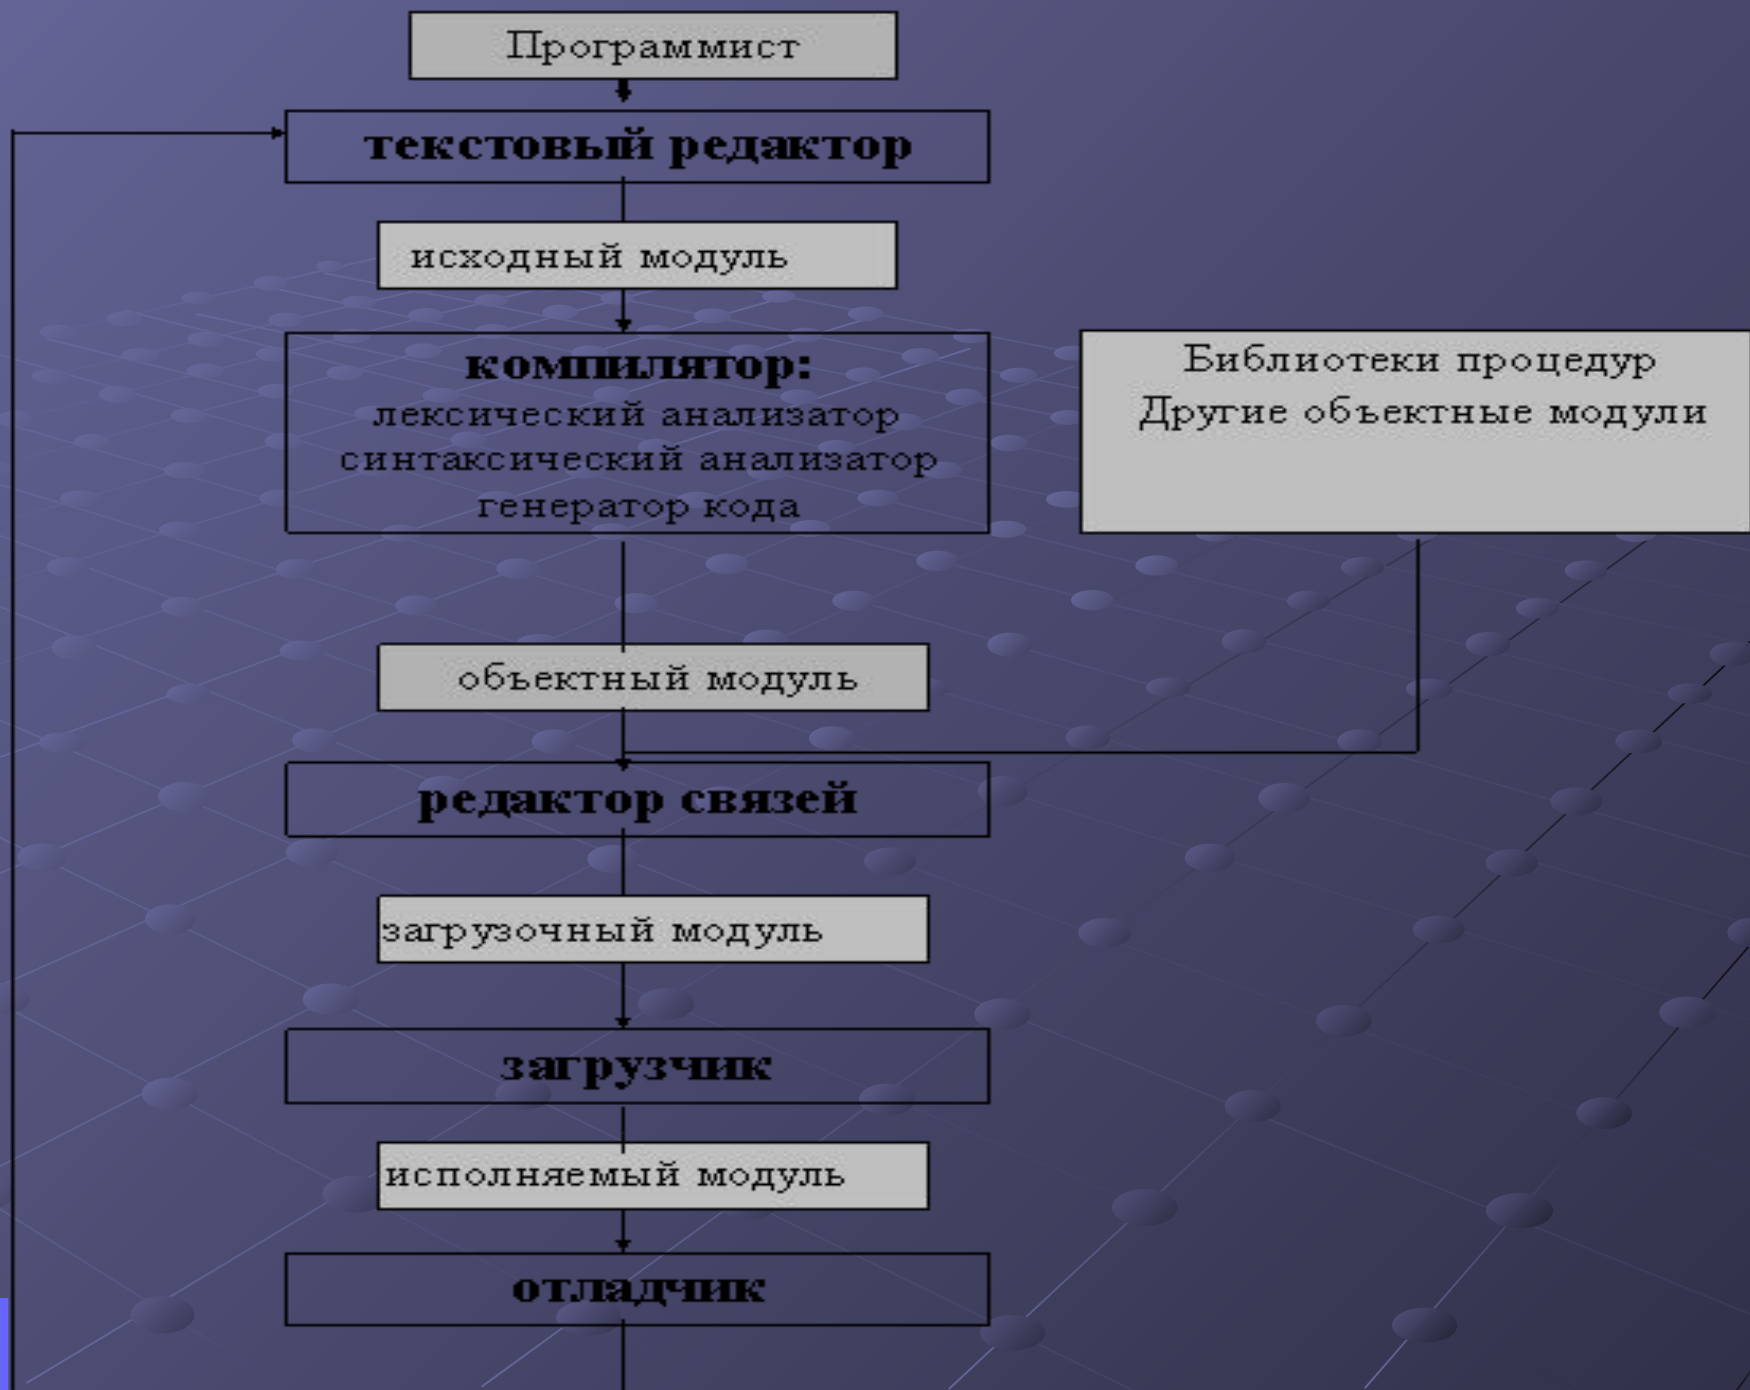 Программист
текстовый редактор
исходный модуль
компилятор:
лексический анализатор
синтаксический анализатор
генератор кода
Библиотеки процедур
Другие объектные модули
объектный модуль
редактор связей
загрузочный модуль
загрузчик
исполняемый модуль
отладчик